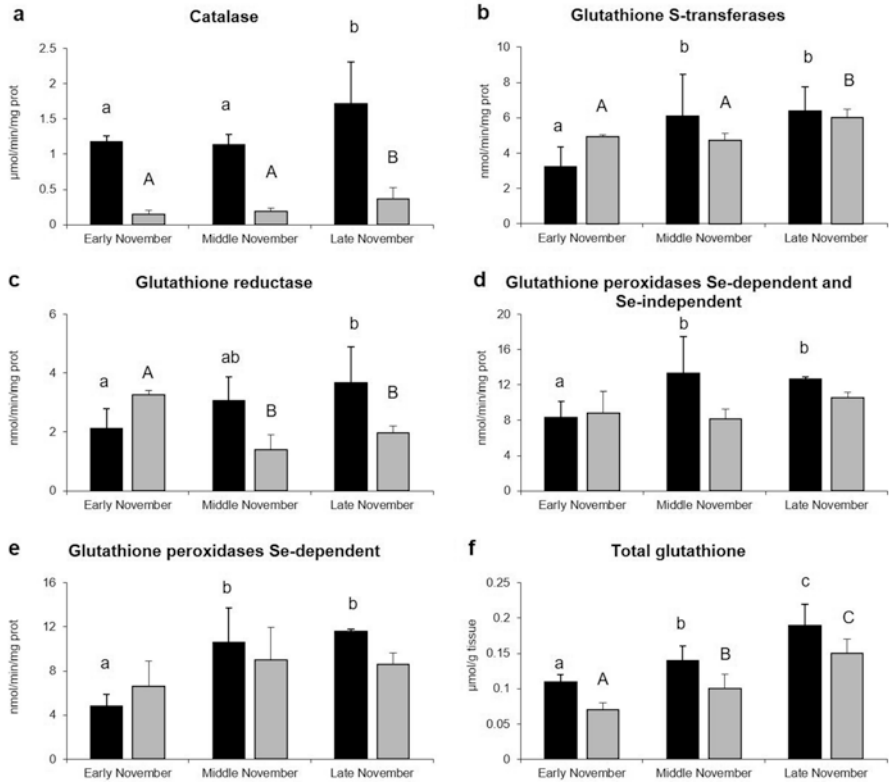 a
Catalase
µmol/min/mg prot
2.5
2
1.5
1
0.5
0
a
A
a
A
b
B
Early November
Middle November
Late November
b
Glutathione S-transferases
nmol/min/mg prot
10
8
6
4
2
0
a
A
b
A
b
B
Early November
Middle November
Late November
c
Glutathione reductase
nmol/min/mg prot
6
4
2
0
a
A
ab
B
b
B
Early November
Middle November
Late November
d
Glutathione peroxidases Se-dependent and
Se-independent
nmol/min/mg prot
20
16
12
8
4
0
a
b
b
Early November
Middle November
Late November
e
Glutathione peroxidases Se-dependent
nmol/min/mg prot
16
12
8
4
0
a
b
b
Early November
Middle November
Late November
f
Total glutathione
µmol/g tissue
0.25
0.2
0.15
0.1
0.05
0
a
A
b
B
c
C
Early November
Middle November
Late November